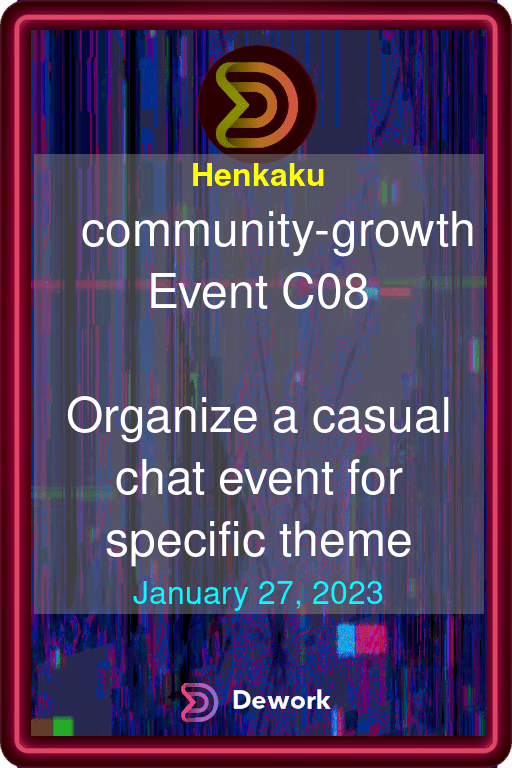 Henkaku
community-growth
Event C08
Organize a casual
chat event for
specific theme
January 27, 2023
Dework